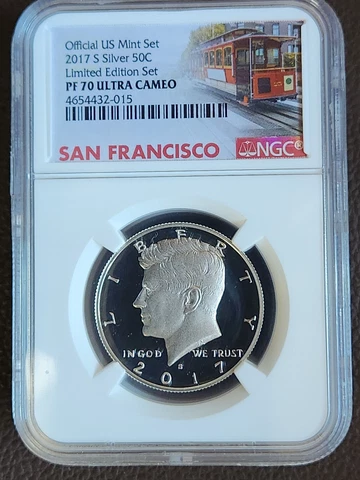 Official US Mint Set
2017 S Silver 50C
Limited Edition Set
PF 70 ULTRA CAMEO
4654432-015
SAN FRANCISCO
NGC®
LIBERTY
IN GOD WE TRUST
S
2017